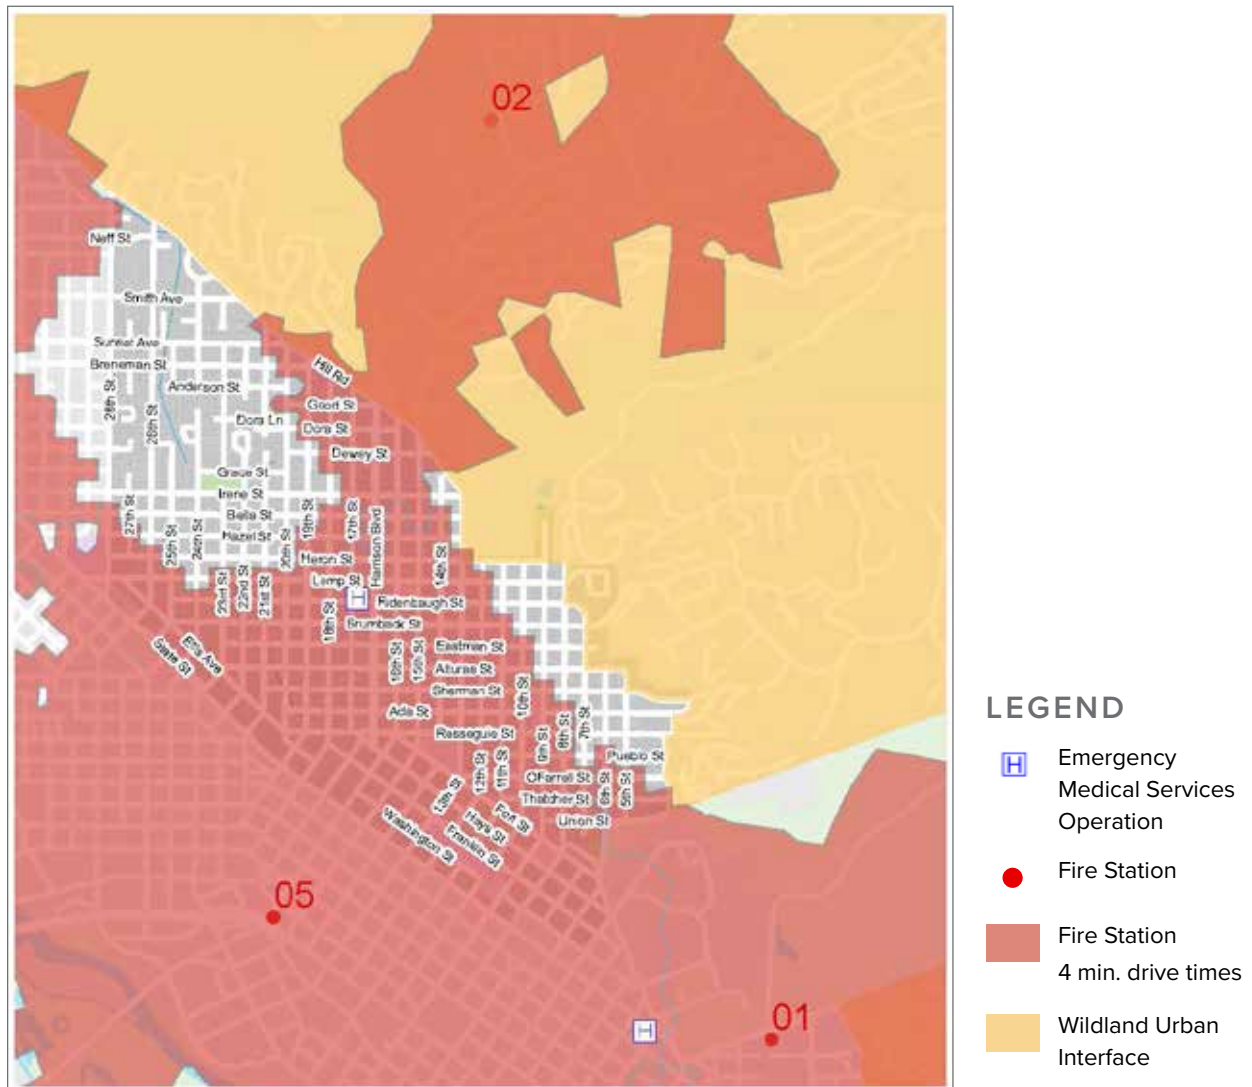 02
Neff St
Smith Ave
Sunset Ave
Breneman St
Anderson St
28th St
26th St
Hill Rd
Good St
Dora Ln
Dora St
Dewey St
Grace St
Irene St
27th St
Bella St
19th St
17th St
Harrison Blvd
25th St
24th St
Hazel St
20th St
Heron St
14th St
Lemp St
23rd St
22nd St
21st St
H
Ridenbaugh St
18th St
Brumback St
Ellis Ave
State St
16th St
15th St
Eastman St
Alturas St
Sherman St
10th St
Ada St
Resseguie St
9th St
8th St
7th St
Pueblo St
12th St
11th St
OFarrell St
6th St
5th St
13th St
Thatcher St
Fort St
Hays St
Union St
Washington St
Franklin St
05
01
H
LEGEND
H
Emergency
Medical Services
Operation
Fire Station
Fire Station
4 min. drive times
Wildland Urban
Interface